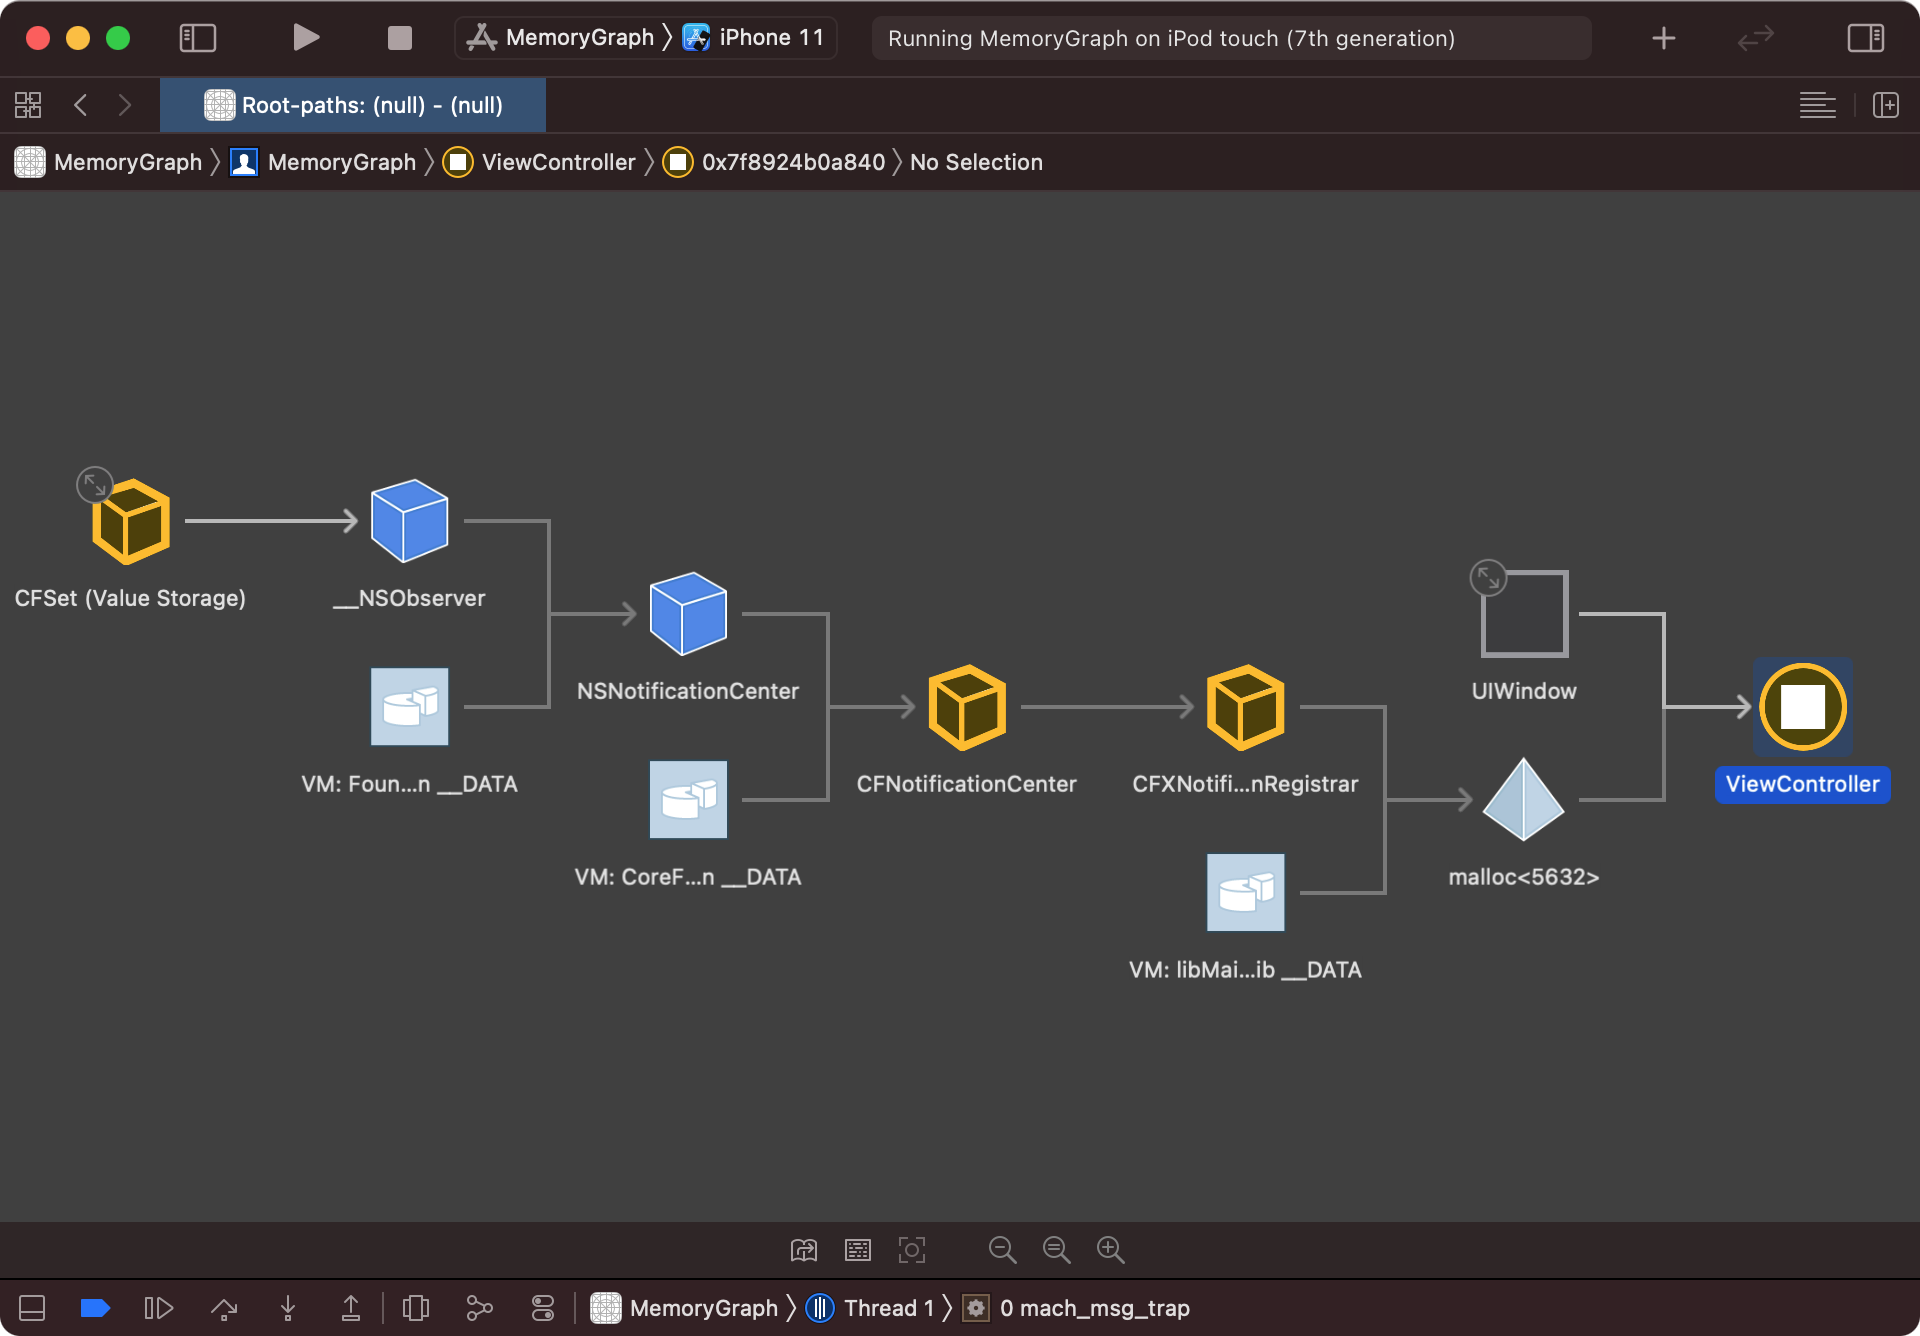 MemoryGraph iPhone 11 Running MemoryGraph on iPod touch (7th generation)
Root-paths: (null) - (null)
MemoryGraph MemoryGraph ViewController 0x7f8924b0a840 No Selection
CFSet (Value Storage)
__NSObserver
NSNotificationCenter
UIWindow
VM: Foun...n __DATA
CFNotificationCenter
CFXNotifi...nRegistrar
ViewController
VM: CoreF...n __DATA
malloc<5632>
VM: libMai...ib __DATA
MemoryGraph Thread 1 0 mach_msg_trap